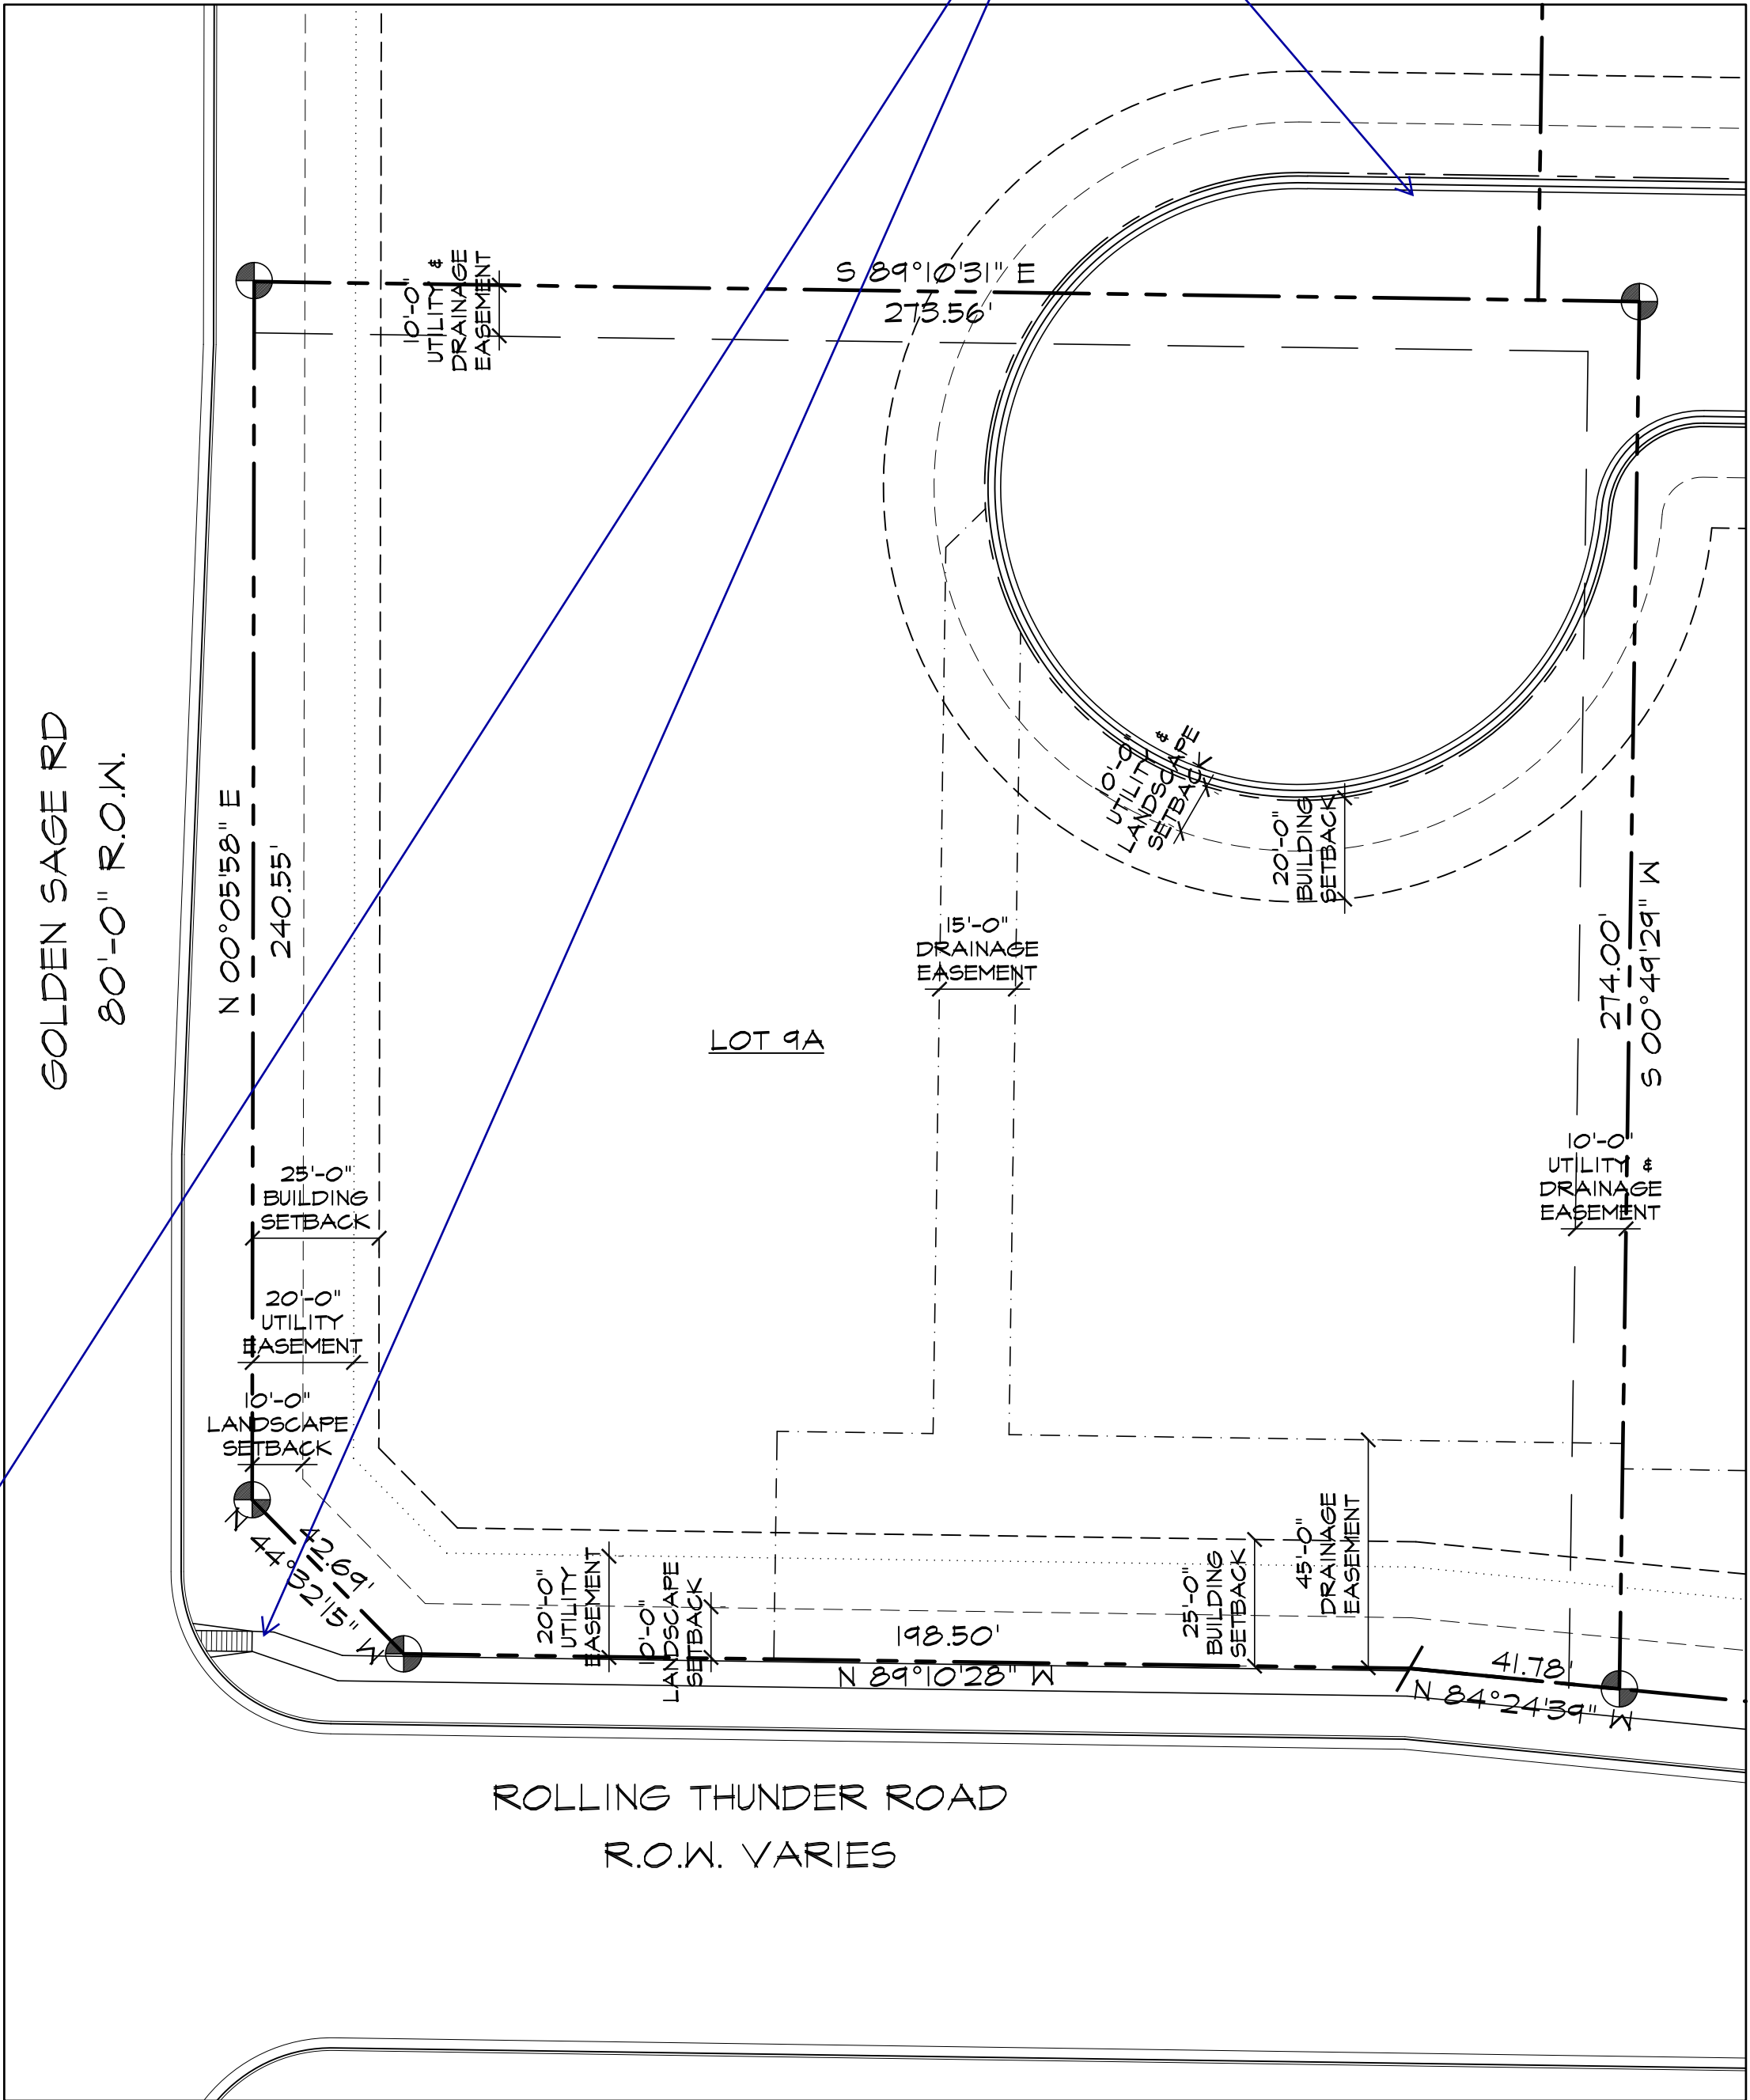 S 89°10'31" E
273.56'
10'-0"
UTILITY &
DRAINAGE
EASEMENT
GOLDEN SAGE RD
80'-0" R.O.W.
N 00°05'58" E
240.55'
0'-0"
UTILITY &
LANDSCAPE
SETBACK
20'-0"
BUILDING
SETBACK
15'-0"
DRAINAGE
EASEMENT
LOT 9A
274.00'
S 00°49'29" W
10'-0"
UTILITY &
DRAINAGE
EASEMENT
25'-0"
BUILDING
SETBACK
20'-0"
UTILITY
EASEMENT
10'-0"
LANDSCAPE
SETBACK
42.69'
N 44°32'15" W
20'-0"
UTILITY
EASEMENT
10'-0"
LANDSCAPE
SETBACK
198.50'
N 89°10'28" W
25'-0"
BUILDING
SETBACK
45'-0"
DRAINAGE
EASEMENT
41.78'
N 84°24'39" W
ROLLING THUNDER ROAD
R.O.W. VARIES